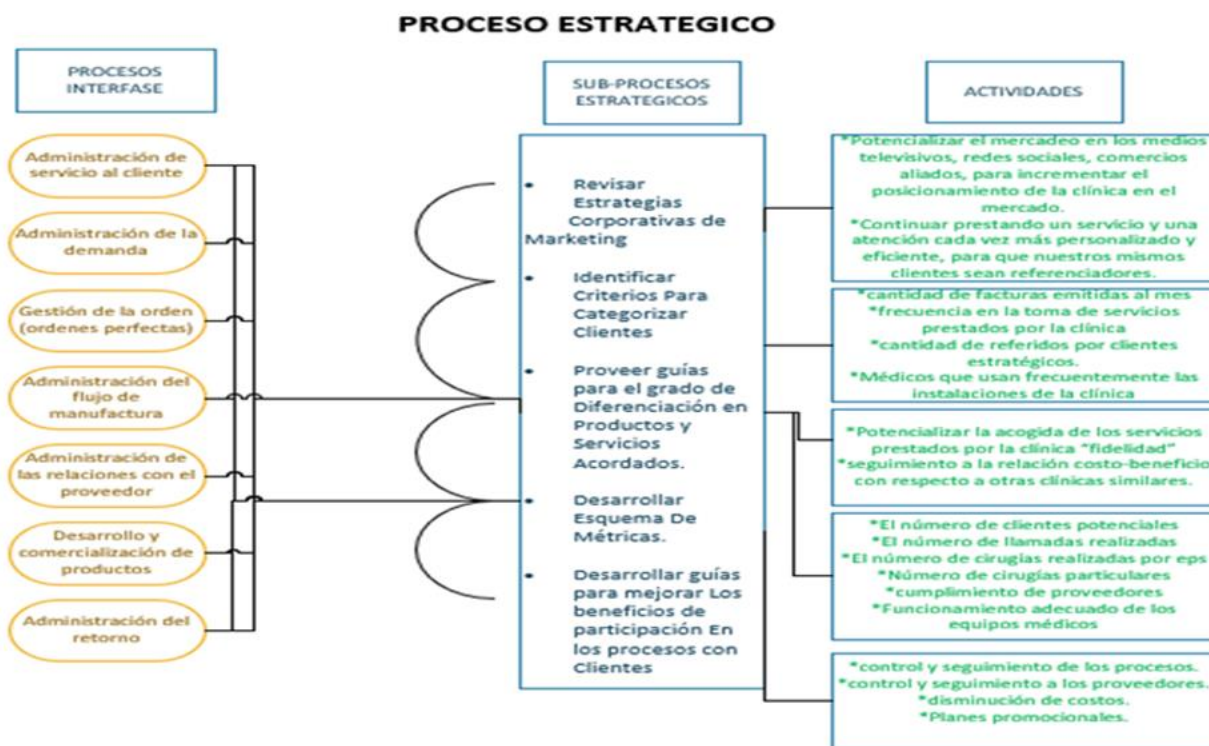 PROCESO ESTRATEGICO
PROCESOS
INTERFASE
Administración de
servicio al cliente
Administración de la
demanda
Gestión de la orden
(ordenes perfectas)
Administración del
flujo de
manufactura
Administración de
las relaciones con el
proveedor
Desarrollo y
comercialización de
productos
Administración del
retorno
SUB-PROCESOS
ESTRATEGICOS
• Revisar
Estrategias
Corporativas de
Marketing
• Identificar
Criterios Para
Categorizar
Clientes
• Proveer guías
para el grado de
Diferenciación en
Productos y
Servicios
Acordados.
• Desarrollar
Esquema De
Métricas.
• Desarrollar guías
para mejorar Los
beneficios de
participación En
los procesos con
Clientes
ACTIVIDADES
*Potencializar el mercadeo en los medios
televisivos, redes sociales, comercios
aliados, para incrementar el
posicionamiento de la clínica en el
mercado.
*Continuar prestando un servicio y una
atención cada vez más personalizado y
eficiente, para que nuestros mismos
clientes sean referenciadores.
*cantidad de facturas emitidas al mes
*frecuencia en la toma de servicios
prestados por la clínica
*cantidad de referidos por clientes
estratégicos.
*Médicos que usan frecuentemente las
instalaciones de la clínica
*Potencializar la acogida de los servicios
prestados por la clínica "fidelidad"
*seguimiento a la relación costo-beneficio
con respecto a otras clínicas similares.
*El número de clientes potenciales
*El número de llamadas realizadas
*El número de cirugías realizadas por eps
*Número de cirugías particulares
*cumplimiento de proveedores
*Funcionamiento adecuado de los
equipos médicos
*control y seguimiento de los procesos.
*control y seguimiento a los proveedores.
*disminución de costos.
*Planes promocionales.